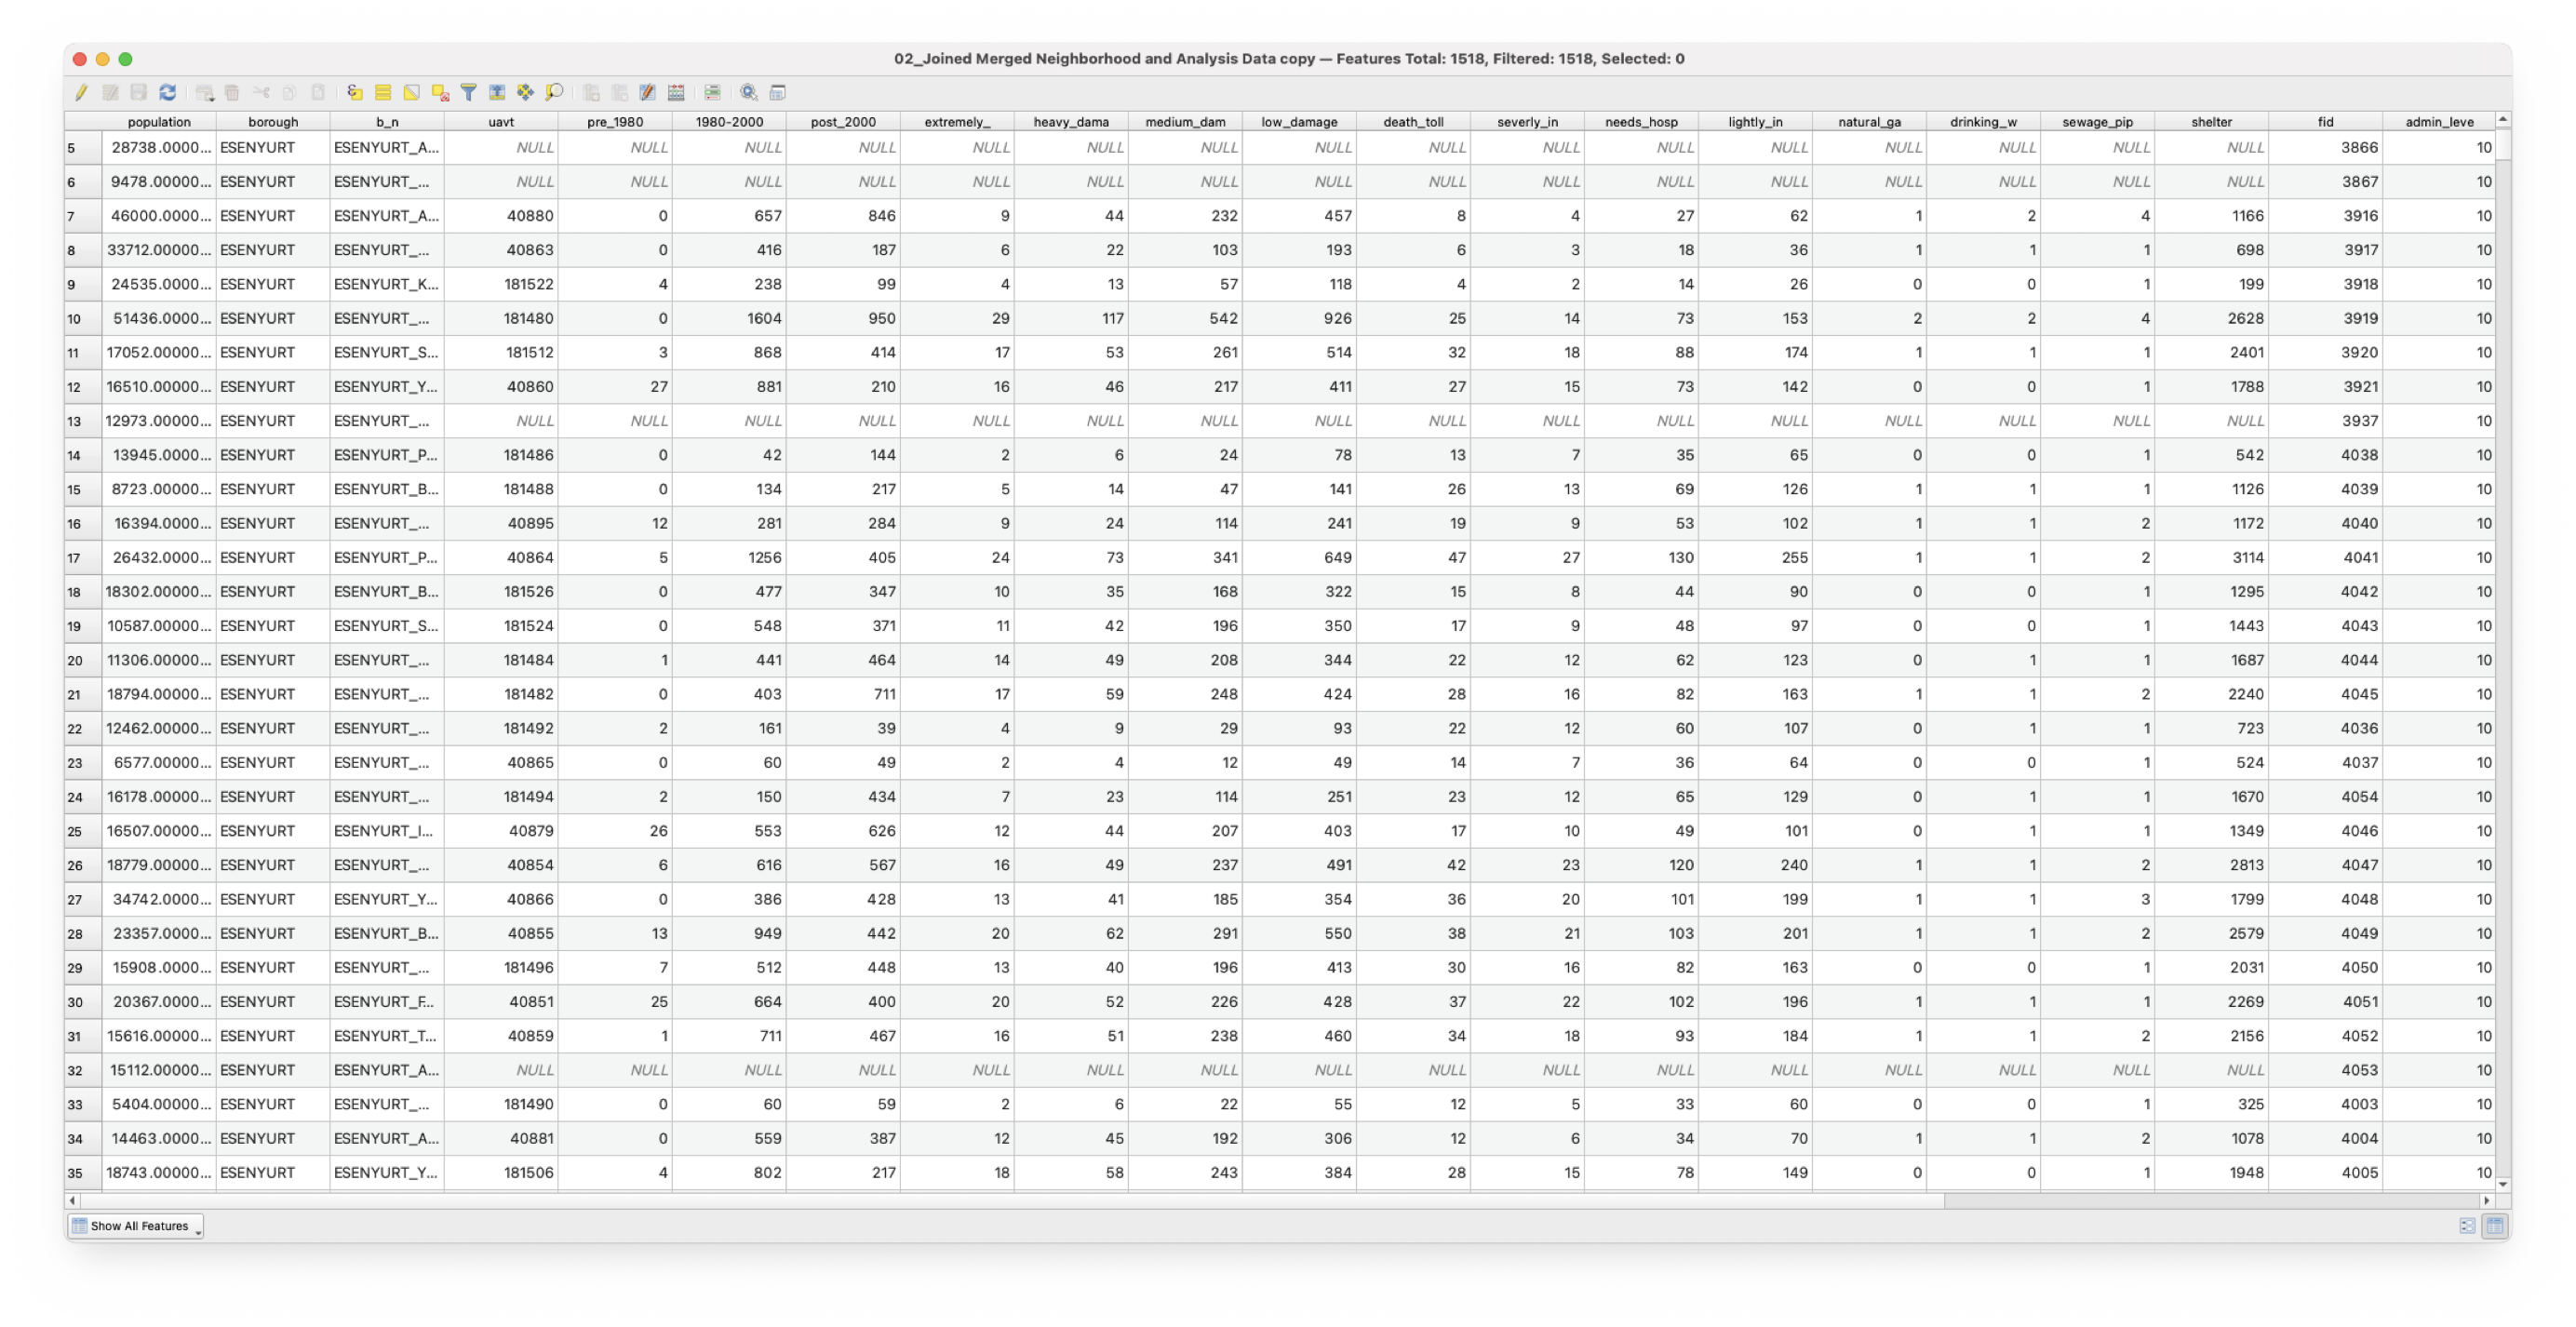 02_Joined Merged Neighborhood and Analysis Data copy — Features Total: 1518, Filtered: 1518, Selected: 0
population borough b_n uavt pre_1980 1980-2000 post_2000 extremely_ heavy_dama medium_dam low_damage death_toll severly_in needs_hosp lightly_in natural_ga drinking_w sewage_pip shelter fid admin_leve
5 28738.0000... ESENYURT ESENYURT_A... NULL NULL NULL NULL NULL NULL NULL NULL NULL NULL NULL NULL NULL NULL NULL NULL 3866 10
6 9478.00000... ESENYURT ESENYURT_... NULL NULL NULL NULL NULL NULL NULL NULL NULL NULL NULL NULL NULL NULL NULL NULL 3867 10
7 46000.0000... ESENYURT ESENYURT_A... 40880 0 657 846 9 44 232 457 8 4 27 62 1 2 4 1166 3916 10
8 33712.00000... ESENYURT ESENYURT_... 40863 0 416 187 6 22 103 193 6 3 18 36 1 1 1 698 3917 10
9 24535.0000... ESENYURT ESENYURT_K... 181522 4 238 99 4 13 57 118 4 2 14 26 0 0 1 199 3918 10
10 51436.0000... ESENYURT ESENYURT_... 181480 0 1604 950 29 117 542 926 25 14 73 153 2 2 4 2628 3919 10
11 17052.00000... ESENYURT ESENYURT_S... 181512 3 868 414 17 53 261 514 32 18 88 174 1 1 1 2401 3920 10
12 16510.00000... ESENYURT ESENYURT_Y... 40860 27 881 210 16 46 217 411 27 15 73 142 0 0 1 1788 3921 10
13 12973.00000... ESENYURT ESENYURT_... NULL NULL NULL NULL NULL NULL NULL NULL NULL NULL NULL NULL NULL NULL NULL NULL 3937 10
14 13945.0000... ESENYURT ESENYURT_P... 181486 0 42 144 2 6 24 78 13 7 35 65 0 0 1 542 4038 10
15 8723.00000... ESENYURT ESENYURT_B... 181488 0 134 217 5 14 47 141 26 13 69 126 1 1 1 1126 4039 10
16 16394.0000... ESENYURT ESENYURT_... 40895 12 281 284 9 24 114 241 19 9 53 102 1 1 2 1172 4040 10
17 26432.0000... ESENYURT ESENYURT_P... 40864 5 1256 405 24 73 341 649 47 27 130 255 1 1 2 3114 4041 10
18 18302.00000... ESENYURT ESENYURT_B... 181526 0 477 347 10 35 168 322 15 8 44 90 0 0 1 1295 4042 10
19 10587.00000... ESENYURT ESENYURT_S... 181524 0 548 371 11 42 196 350 17 9 48 97 0 0 1 1443 4043 10
20 11306.00000... ESENYURT ESENYURT_... 181484 1 441 464 14 49 208 344 22 12 62 123 0 1 1 1687 4044 10
21 18794.00000... ESENYURT ESENYURT_... 181482 0 403 711 17 59 248 424 28 16 82 163 1 1 2 2240 4045 10
22 12462.00000... ESENYURT ESENYURT_... 181492 2 161 39 4 9 29 93 22 12 60 107 0 1 1 723 4036 10
23 6577.00000... ESENYURT ESENYURT_... 40865 0 60 49 2 4 12 49 14 7 36 64 0 0 1 524 4037 10
24 16178.00000... ESENYURT ESENYURT_... 181494 2 150 434 7 23 114 251 23 12 65 129 0 1 1 1670 4054 10
25 16507.00000... ESENYURT ESENYURT_I... 40879 26 553 626 12 44 207 403 17 10 49 101 0 1 1 1349 4046 10
26 18779.00000... ESENYURT ESENYURT_... 40854 6 616 567 16 49 237 491 42 23 120 240 1 1 2 2813 4047 10
27 34742.0000... ESENYURT ESENYURT_Y... 40866 0 386 428 13 41 185 354 36 20 101 199 1 1 3 1799 4048 10
28 23357.0000... ESENYURT ESENYURT_B... 40855 13 949 442 20 62 291 550 38 21 103 201 1 1 2 2579 4049 10
29 15908.0000... ESENYURT ESENYURT_... 181496 7 512 448 13 40 196 413 30 16 82 163 0 0 1 2031 4050 10
30 20367.0000... ESENYURT ESENYURT_F... 40851 25 664 400 20 52 226 428 37 22 102 196 1 1 1 2269 4051 10
31 15616.00000... ESENYURT ESENYURT_T... 40859 1 711 467 16 51 238 460 34 18 93 184 1 1 2 2156 4052 10
32 15112.00000... ESENYURT ESENYURT_A... NULL NULL NULL NULL NULL NULL NULL NULL NULL NULL NULL NULL NULL NULL NULL NULL 4053 10
33 5404.00000... ESENYURT ESENYURT_... 181490 0 60 59 2 6 22 55 12 5 33 60 0 0 1 325 4003 10
34 14463.0000... ESENYURT ESENYURT_A... 40881 0 559 387 12 45 192 306 12 6 34 70 1 1 2 1078 4004 10
35 18743.00000... ESENYURT ESENYURT_Y... 181506 4 802 217 18 58 243 384 28 15 78 149 0 0 1 1948 4005 10
Show All Features